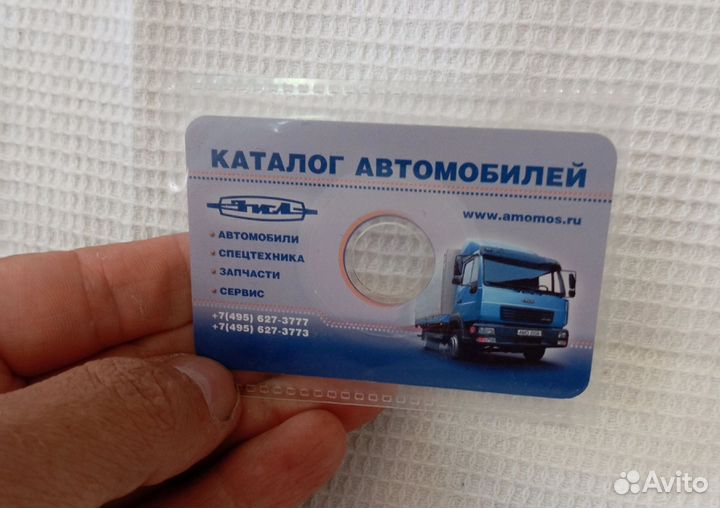 КАТАЛОГ АВТОМОБИЛЕЙ
ЗиЛ
www.amomos.ru
АВТОМОБИЛИ
СПЕЦТЕХНИКА
ЗАПЧАСТИ
СЕРВИС
+7(495) 627-3777
+7(495) 627-3773
Avito